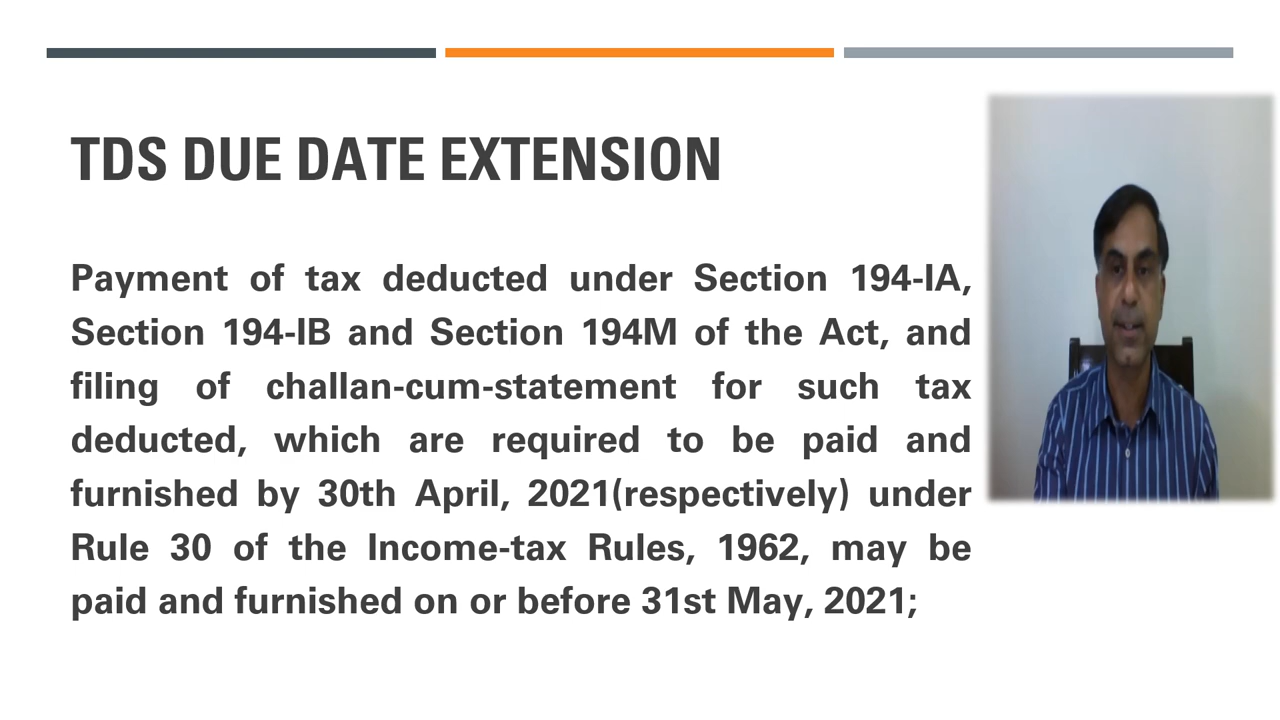 TDS DUE DATE EXTENSION
Payment of tax deducted under Section 194-IA,
Section 194-IB and Section 194M of the Act, and
filing of challan-cum-statement for such tax
deducted, which are required to be paid and
furnished by 30th April, 2021(respectively) under
Rule 30 of the Income-tax Rules, 1962, may be
paid and furnished on or before 31st May, 2021;